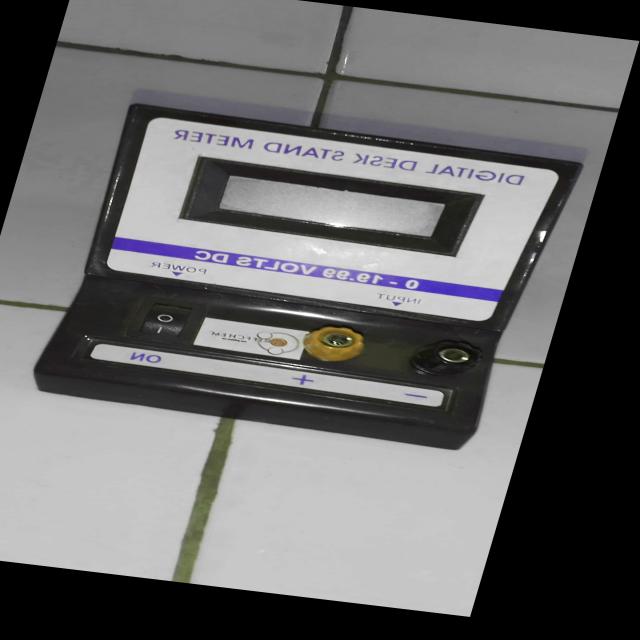 DIGITAL DESK STAND METER
0 - 19.99 VOLTS DC
INPUT
POWER
− + ON
O
I